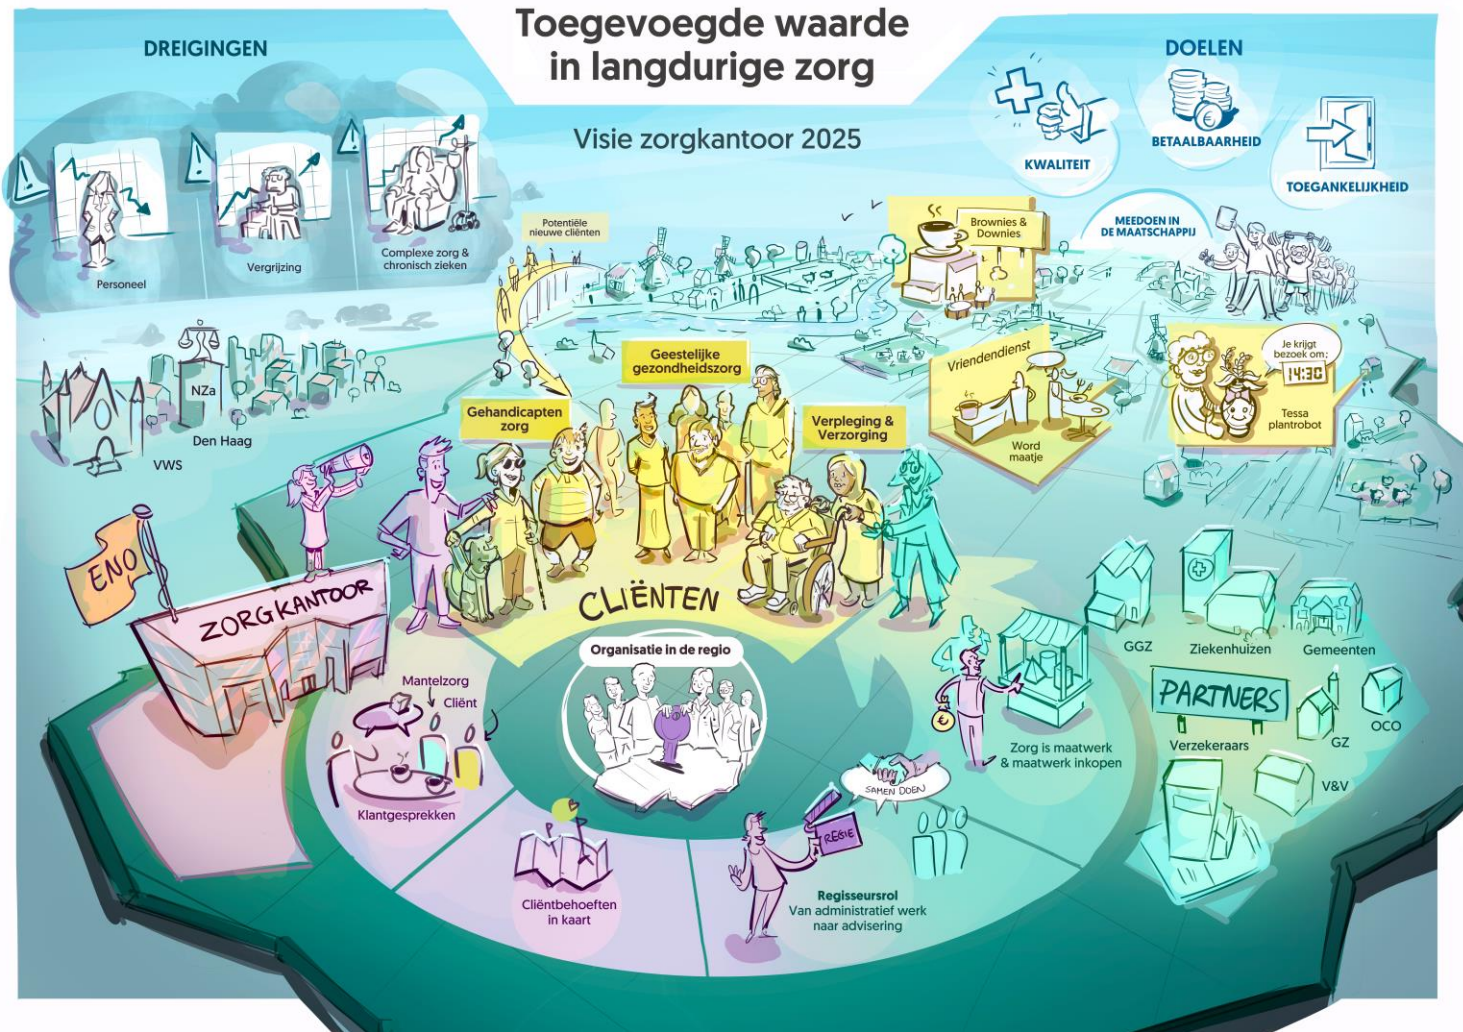 Toegevoegde waarde
in langdurige zorg
Visie zorgkantoor 2025
DREIGINGEN
Personeel
Vergrijzing
Complexe zorg &
chronisch zieken
DOELEN
KWALITEIT
BETAALBAARHEID
€
TOEGANKELIJKHEID
MEEDOEN IN
DE MAATSCHAPPIJ
Potentiële
nieuwe cliënten
Brownies &
Downies
Vriendendienst
Word
maatje
Je krijgt
bezoek om:
14:30
Tessa
plantrobot
NZa
Den Haag
VWS
Geestelijke
gezondheidszorg
Gehandicapten
zorg
Verpleging &
Verzorging
CLIËNTEN
ENO
ZORGKANTOOR
Organisatie in de regio
Mantelzorg
Cliënt
Klantgesprekken
Cliëntbehoeften
in kaart
REGIE
SAMEN DOEN
Regisseursrol
Van administratief werk
naar advisering
€
Zorg is maatwerk
& maatwerk inkopen
GGZ
Ziekenhuizen
Gemeenten
PARTNERS
Verzekeraars
GZ
OCO
V&V